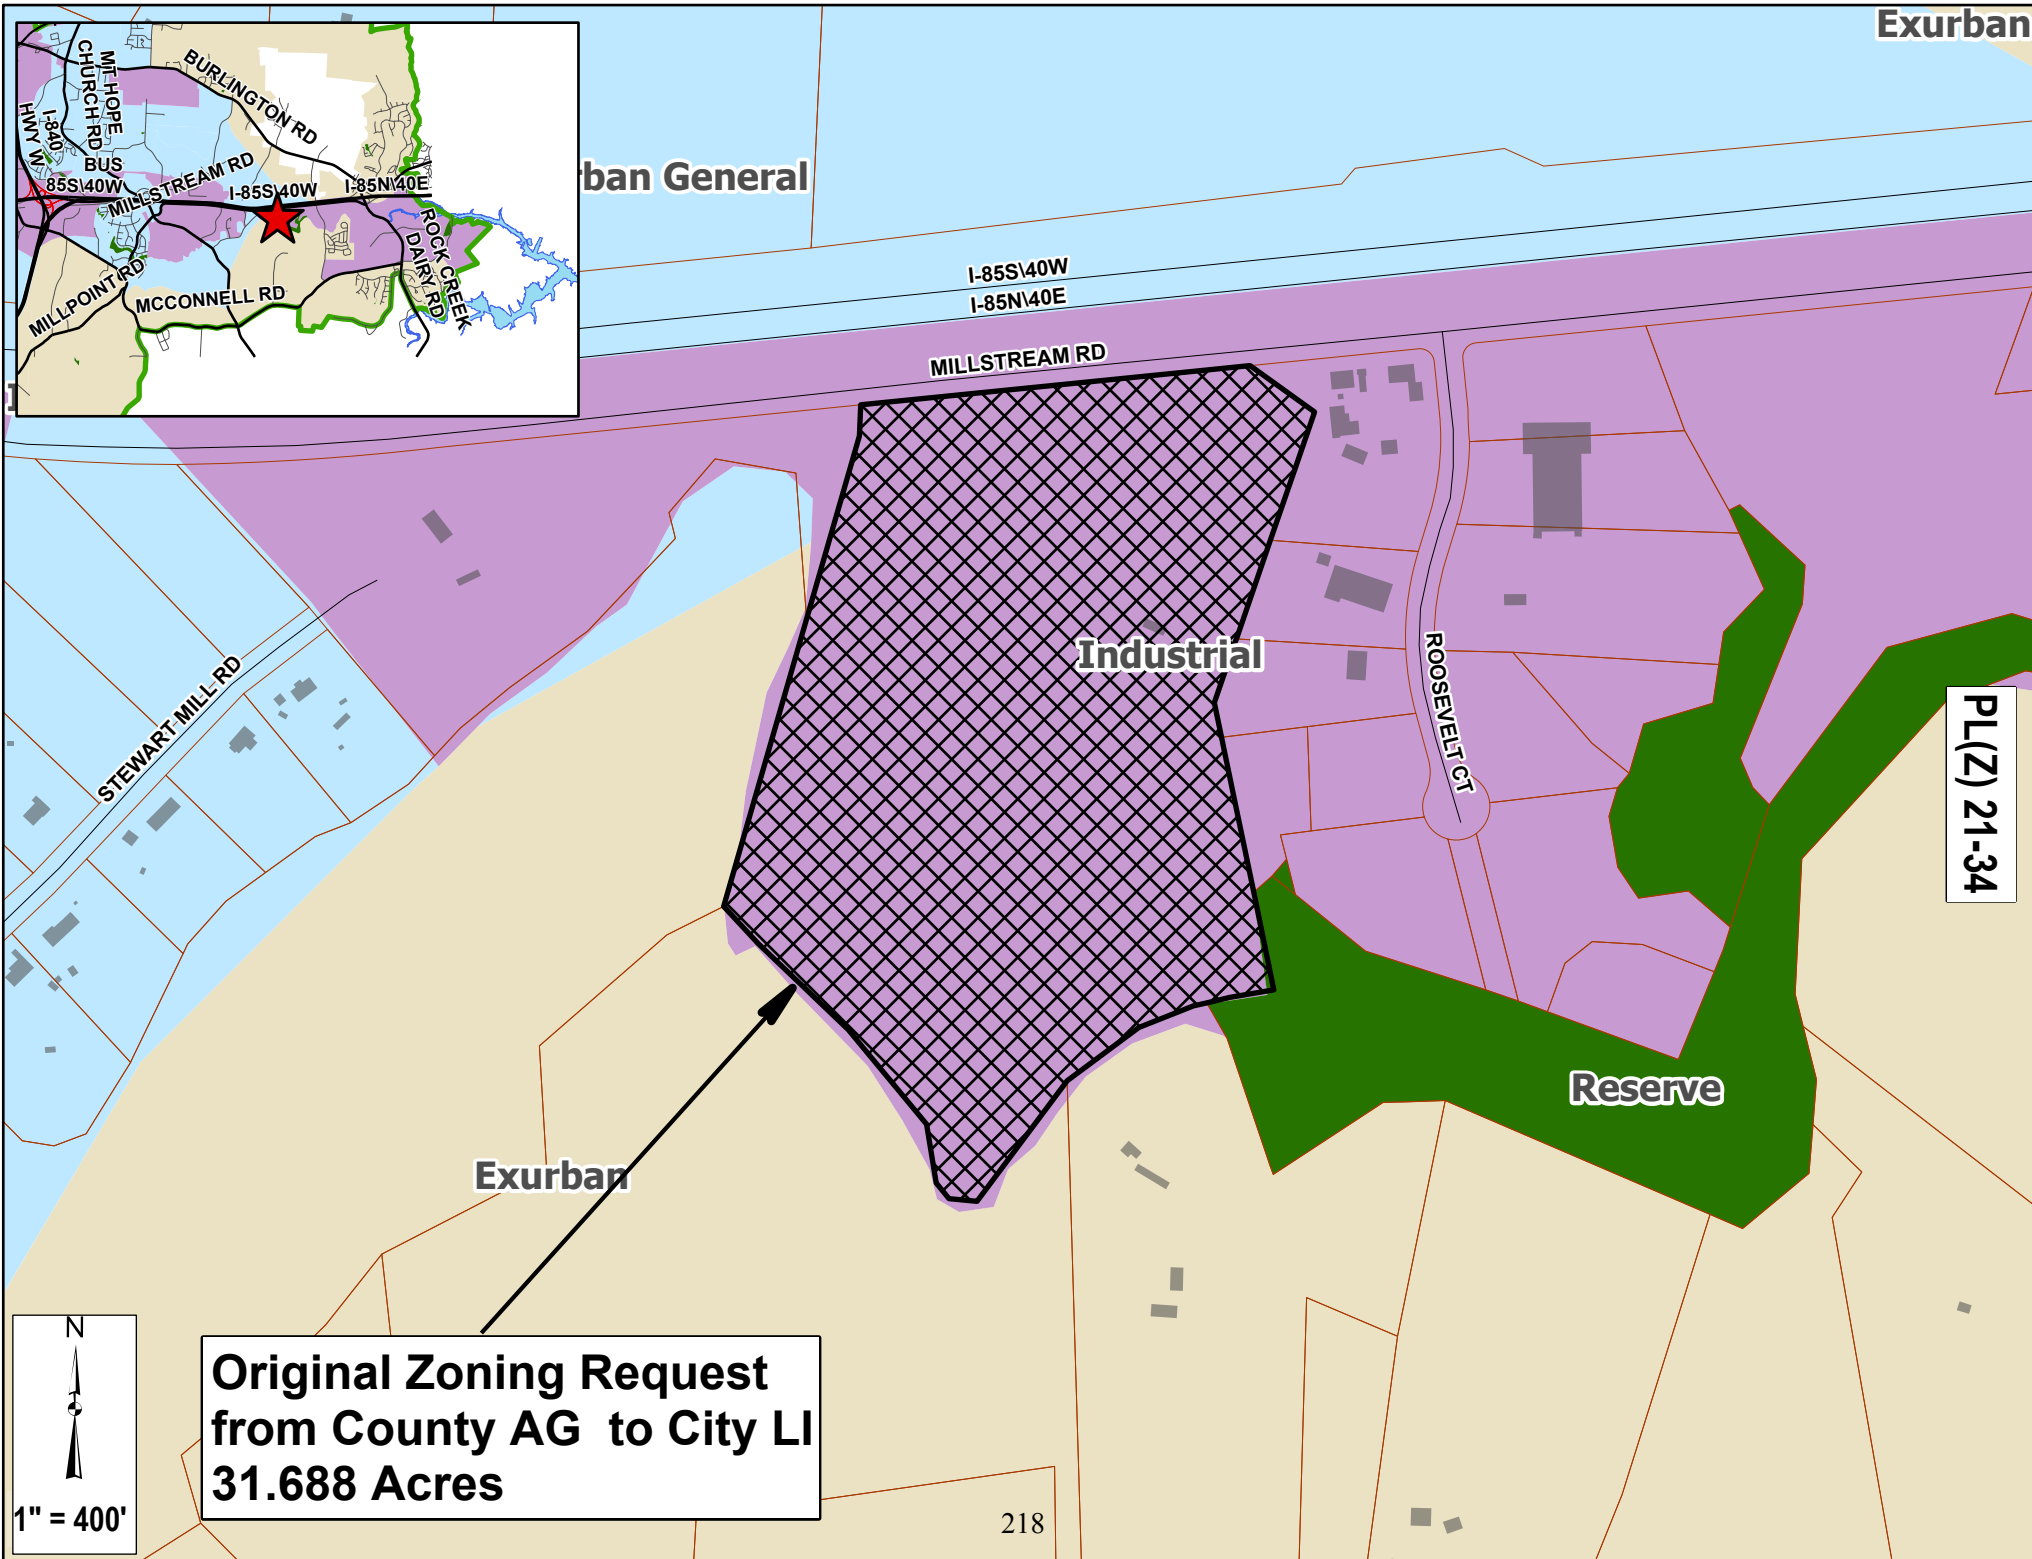 Exurban
BURLINGTON RD
MT HOPE
CHURCH RD
I-840
HWY W
BUS
85S\40W
MILLSTREAM RD
I-85S\40W
I-85N\40E
ROCK CREEK
DAIRY RD
MILLPOINT RD
MCCONNELL RD
rban General
I-85S\40W
I-85N\40E
MILLSTREAM RD
Industrial
ROOSEVELT CT
STEWART MILL RD
PL(Z) 21-34
Reserve
Exurban
N
1" = 400'
Original Zoning Request
from County AG  to City LI
31.688 Acres
218